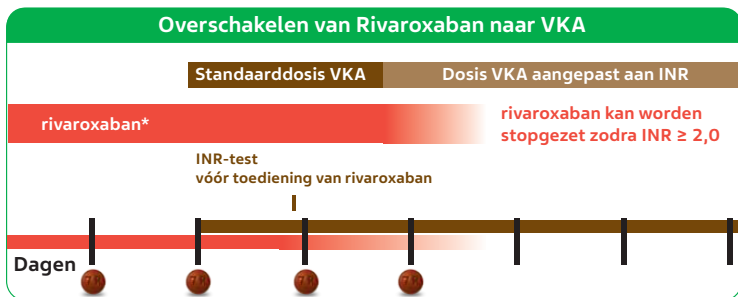 Overschakelen van Rivaroxaban naar VKA
Standaarddosis VKA
Dosis VKA aangepast aan INR
rivaroxaban*
rivaroxaban kan worden
stopgezet zodra INR ≥ 2,0
INR-test
vóór toediening van rivaroxaban
Dagen